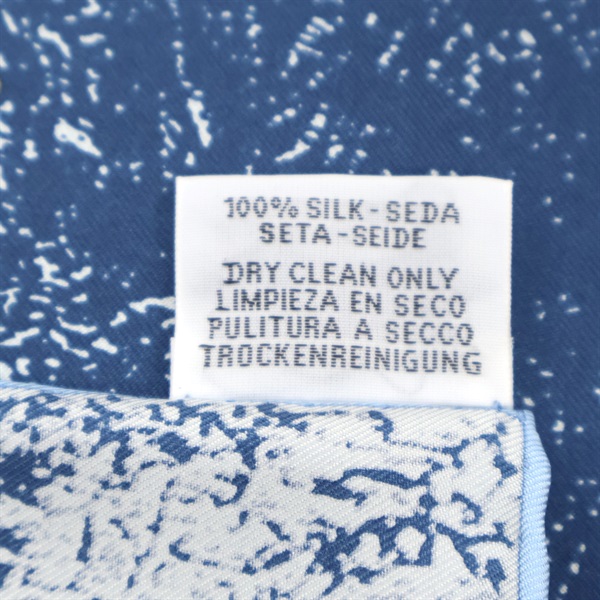 100% SILK - SEDA
SETA - SEIDE
DRY CLEAN ONLY
LIMPIEZA EN SECO
PULITURA A SECCO
TROCKENREINIGUNG